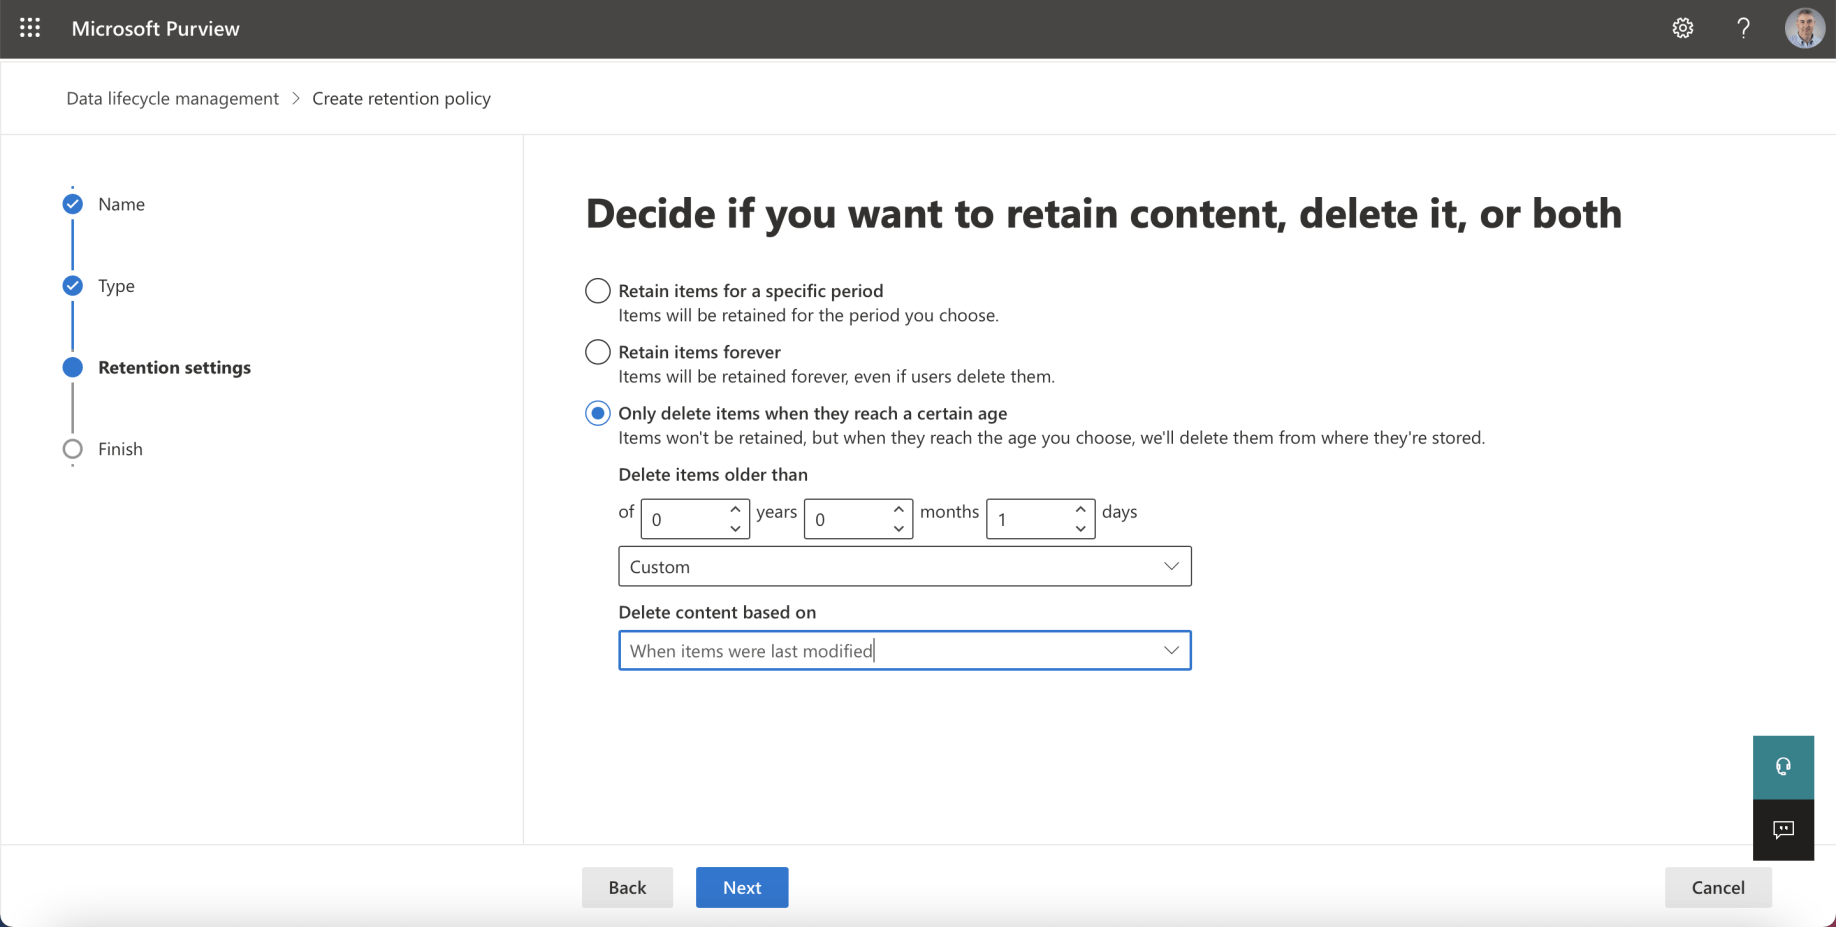 Microsoft Purview
?
Data lifecycle management > Create retention policy
Name
Type
Retention settings
Finish
Decide if you want to retain content, delete it, or both
Retain items for a specific period
Items will be retained for the period you choose.
Retain items forever
Items will be retained forever, even if users delete them.
Only delete items when they reach a certain age
Items won't be retained, but when they reach the age you choose, we'll delete them from where they're stored.
Delete items older than
of 0 years 0 months 1 days
Custom
Delete content based on
When items were last modified
Back Next Cancel